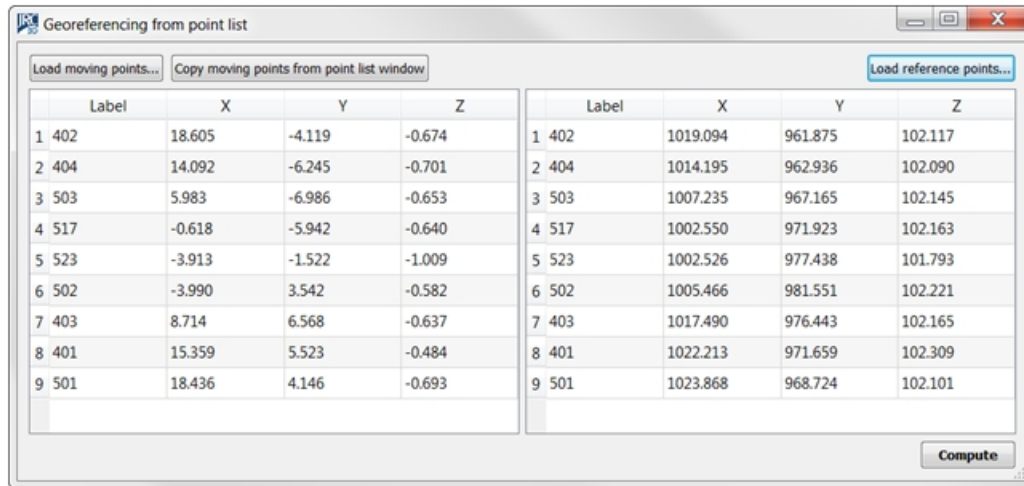 JRC 3D Georeferencing from point list
Load moving points... Copy moving points from point list window Load reference points...
Label X Y Z Label X Y Z
1 402 18.605 -4.119 -0.674 1 402 1019.094 961.875 102.117
2 404 14.092 -6.245 -0.701 2 404 1014.195 962.936 102.090
3 503 5.983 -6.986 -0.653 3 503 1007.235 967.165 102.145
4 517 -0.618 -5.942 -0.640 4 517 1002.550 971.923 102.163
5 523 -3.913 -1.522 -1.009 5 523 1002.526 977.438 101.793
6 502 -3.990 3.542 -0.582 6 502 1005.466 981.551 102.221
7 403 8.714 6.568 -0.637 7 403 1017.490 976.443 102.165
8 401 15.359 5.523 -0.484 8 401 1022.213 971.659 102.309
9 501 18.436 4.146 -0.693 9 501 1023.868 968.724 102.101
Compute